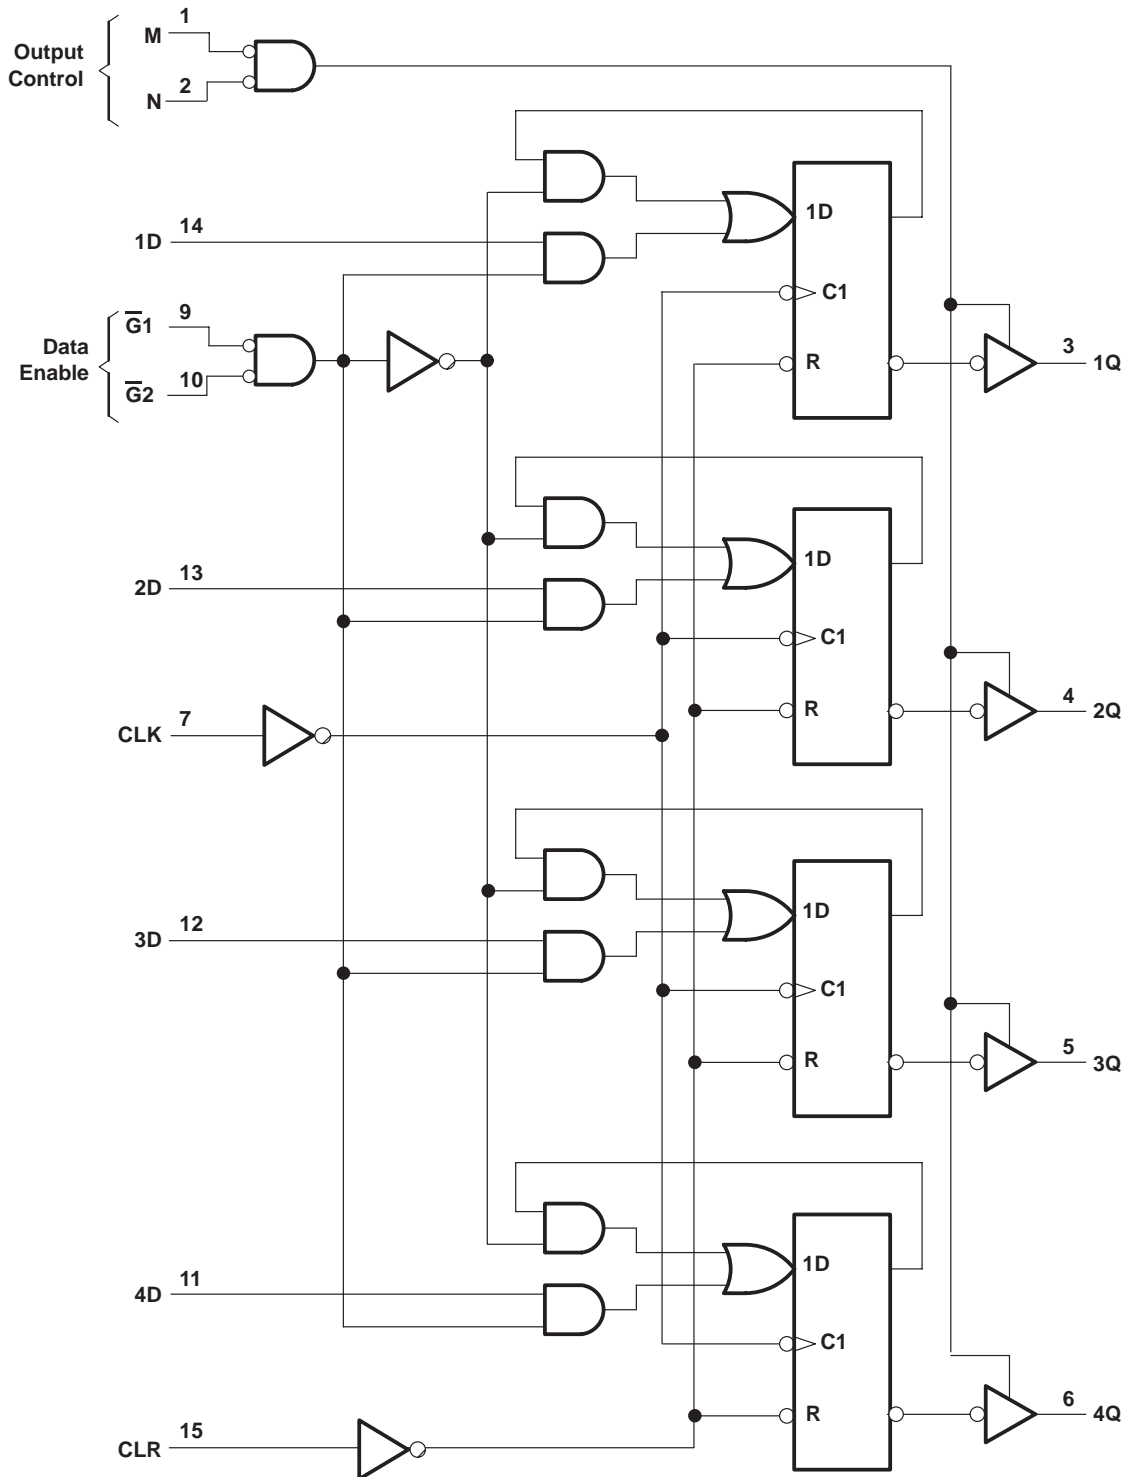 Output
Control
M 1
N 2
1D 14
G̅1 9
Data
Enable
G̅2 10
1D
C1
R
3 1Q
2D 13
1D
C1
R
4 2Q
CLK 7
3D 12
1D
C1
R
5 3Q
4D 11
1D
C1
R
6 4Q
CLR 15